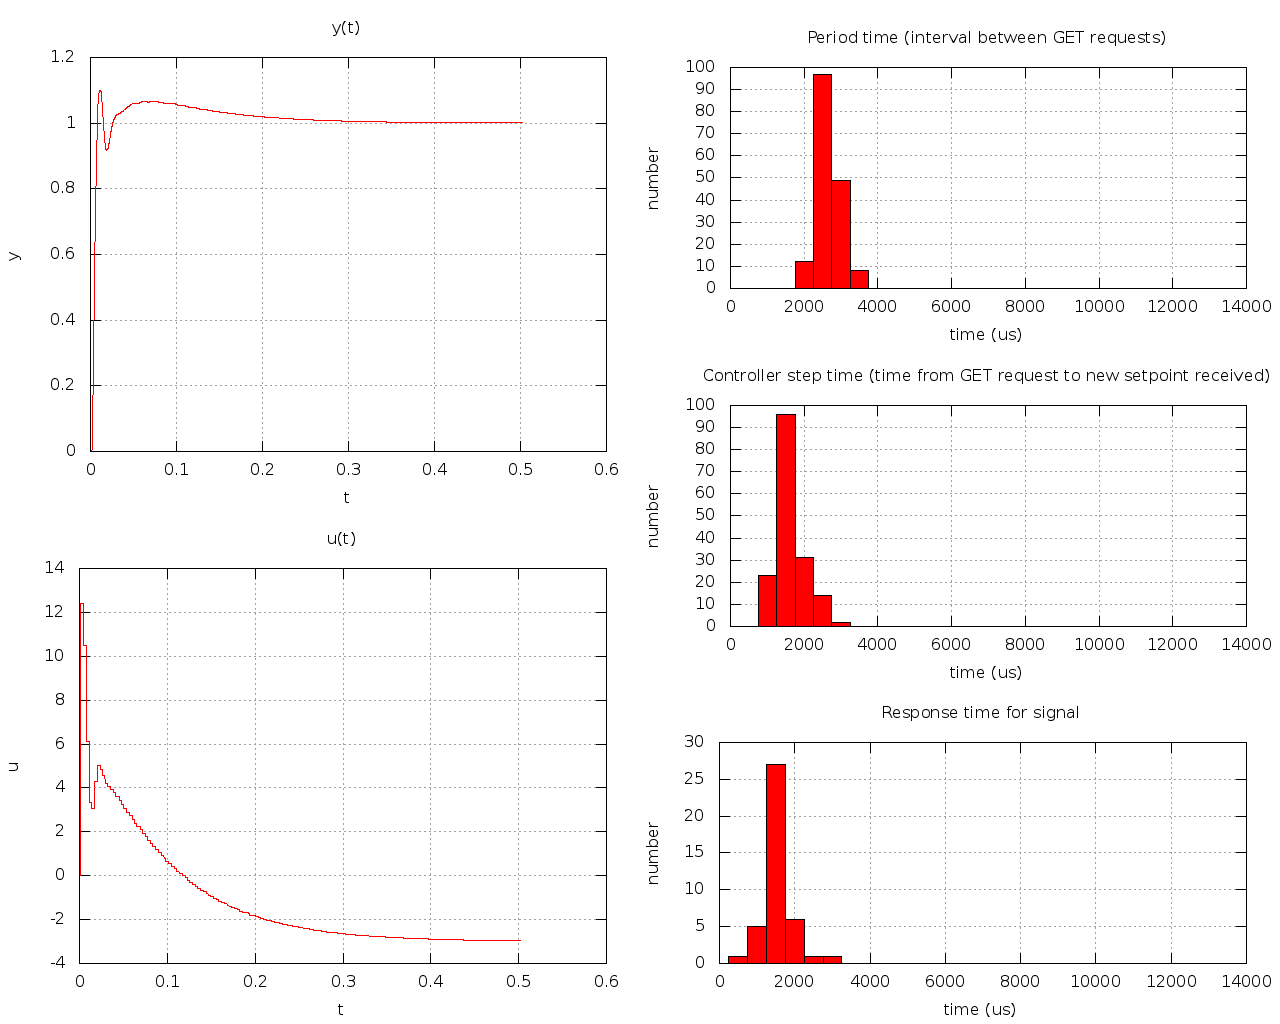 y(t)
1.2
1
0.8
0.6
0.4
0.2
0
y
0 0.1 0.2 0.3 0.4 0.5 0.6
t
u(t)
14
12
10
8
6
4
2
0
-2
-4
u
0 0.1 0.2 0.3 0.4 0.5 0.6
t
Period time (interval between GET requests)
100
90
80
70
60
50
40
30
20
10
0
number
0 2000 4000 6000 8000 10000 12000 14000
time (us)
Controller step time (time from GET request to new setpoint received)
100
90
80
70
60
50
40
30
20
10
0
number
0 2000 4000 6000 8000 10000 12000 14000
time (us)
Response time for signal
30
25
20
15
10
5
0
number
0 2000 4000 6000 8000 10000 12000 14000
time (us)